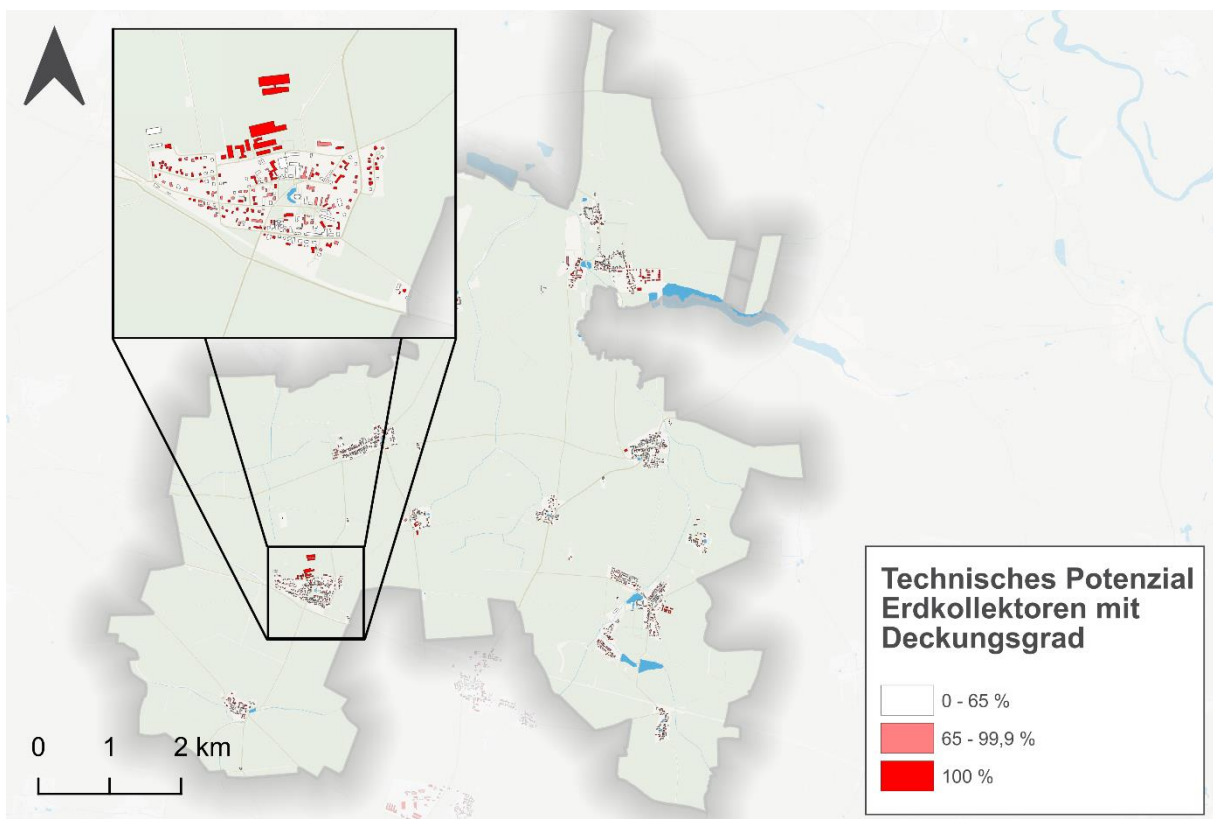 Technisches Potenzial
Erdkollektoren mit
Deckungsgrad
0 - 65 %
65 - 99,9 %
100 %
0 1 2 km